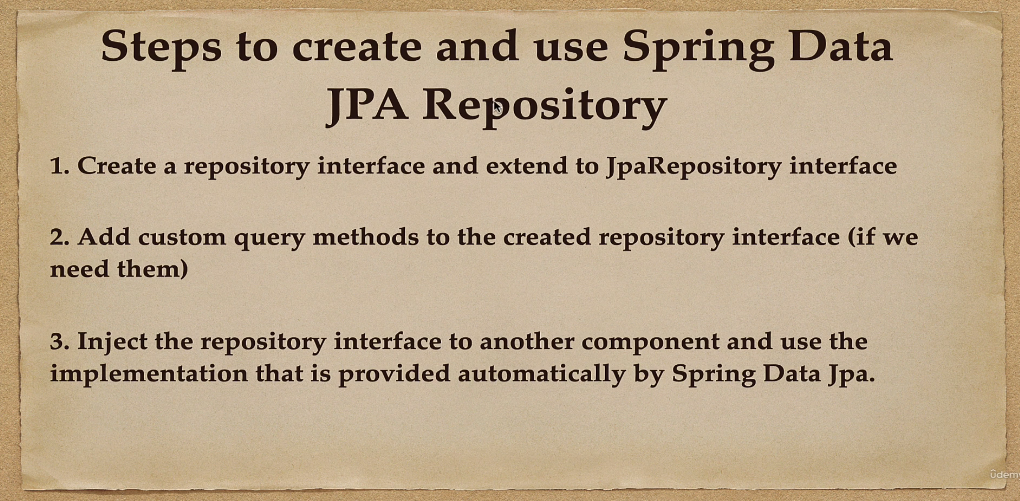 Steps to create and use Spring Data
JPA Repository
1. Create a repository interface and extend to JpaRepository interface
2. Add custom query methods to the created repository interface (if we
need them)
3. Inject the repository interface to another component and use the
implementation that is provided automatically by Spring Data Jpa.
ûdemy